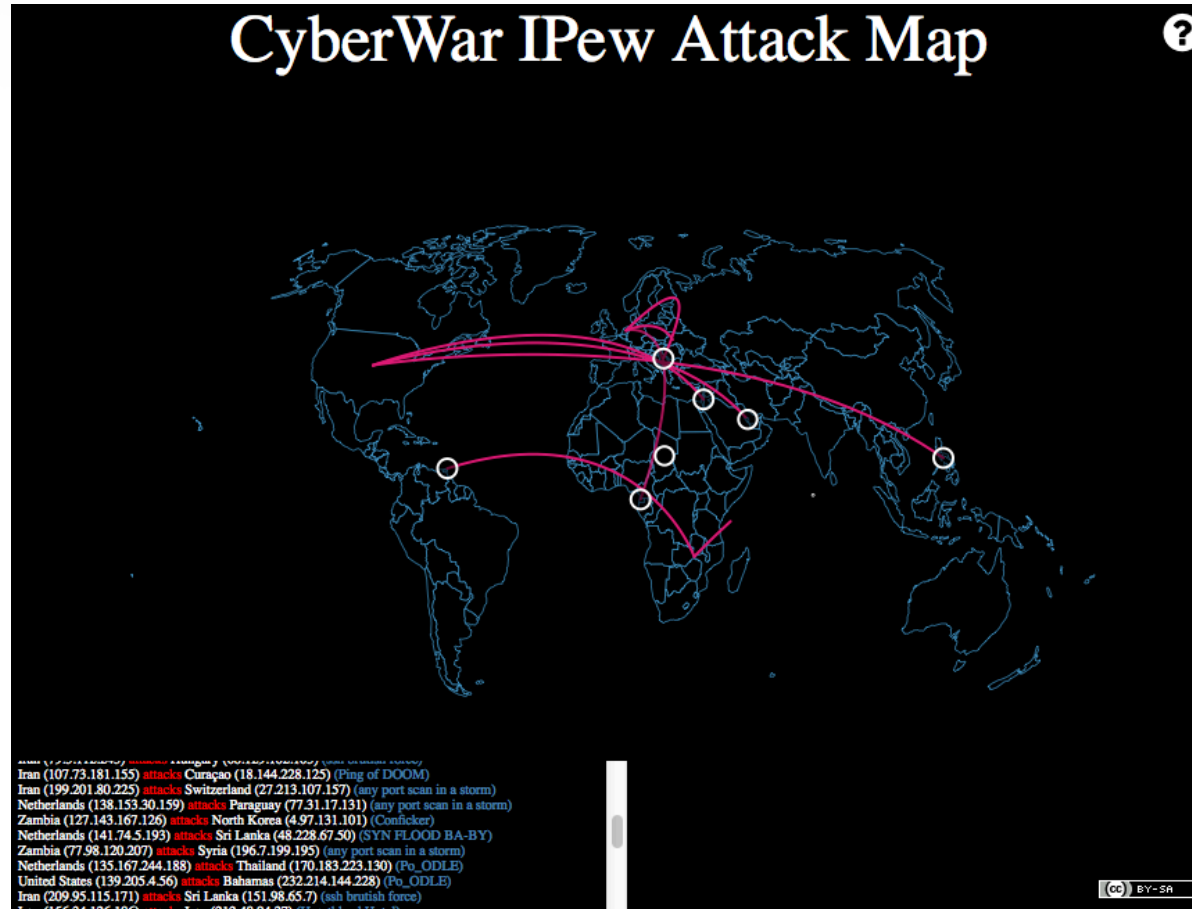 CyberWar IPew Attack Map
?
Iran attacks Hungary (ssh brutish force)
Iran (107.73.181.155) attacks Curaçao (18.144.228.125) (Ping of DOOM)
Iran (199.201.80.225) attacks Switzerland (27.213.107.157) (any port scan in a storm)
Netherlands (138.153.30.159) attacks Paraguay (77.31.17.131) (any port scan in a storm)
Zambia (127.143.167.126) attacks North Korea (4.97.131.101) (Conficker)
Netherlands (141.74.5.193) attacks Sri Lanka (48.228.67.50) (SYN FLOOD BA-BY)
Zambia (77.98.120.207) attacks Syria (196.7.199.195) (any port scan in a storm)
Netherlands (135.167.244.188) attacks Thailand (170.183.223.130) (Po_ODLE)
United States (139.205.4.56) attacks Bahamas (232.214.144.228) (Po_ODLE)
Iran (209.95.115.171) attacks Sri Lanka (151.98.65.7) (ssh brutish force)
cc BY-SA